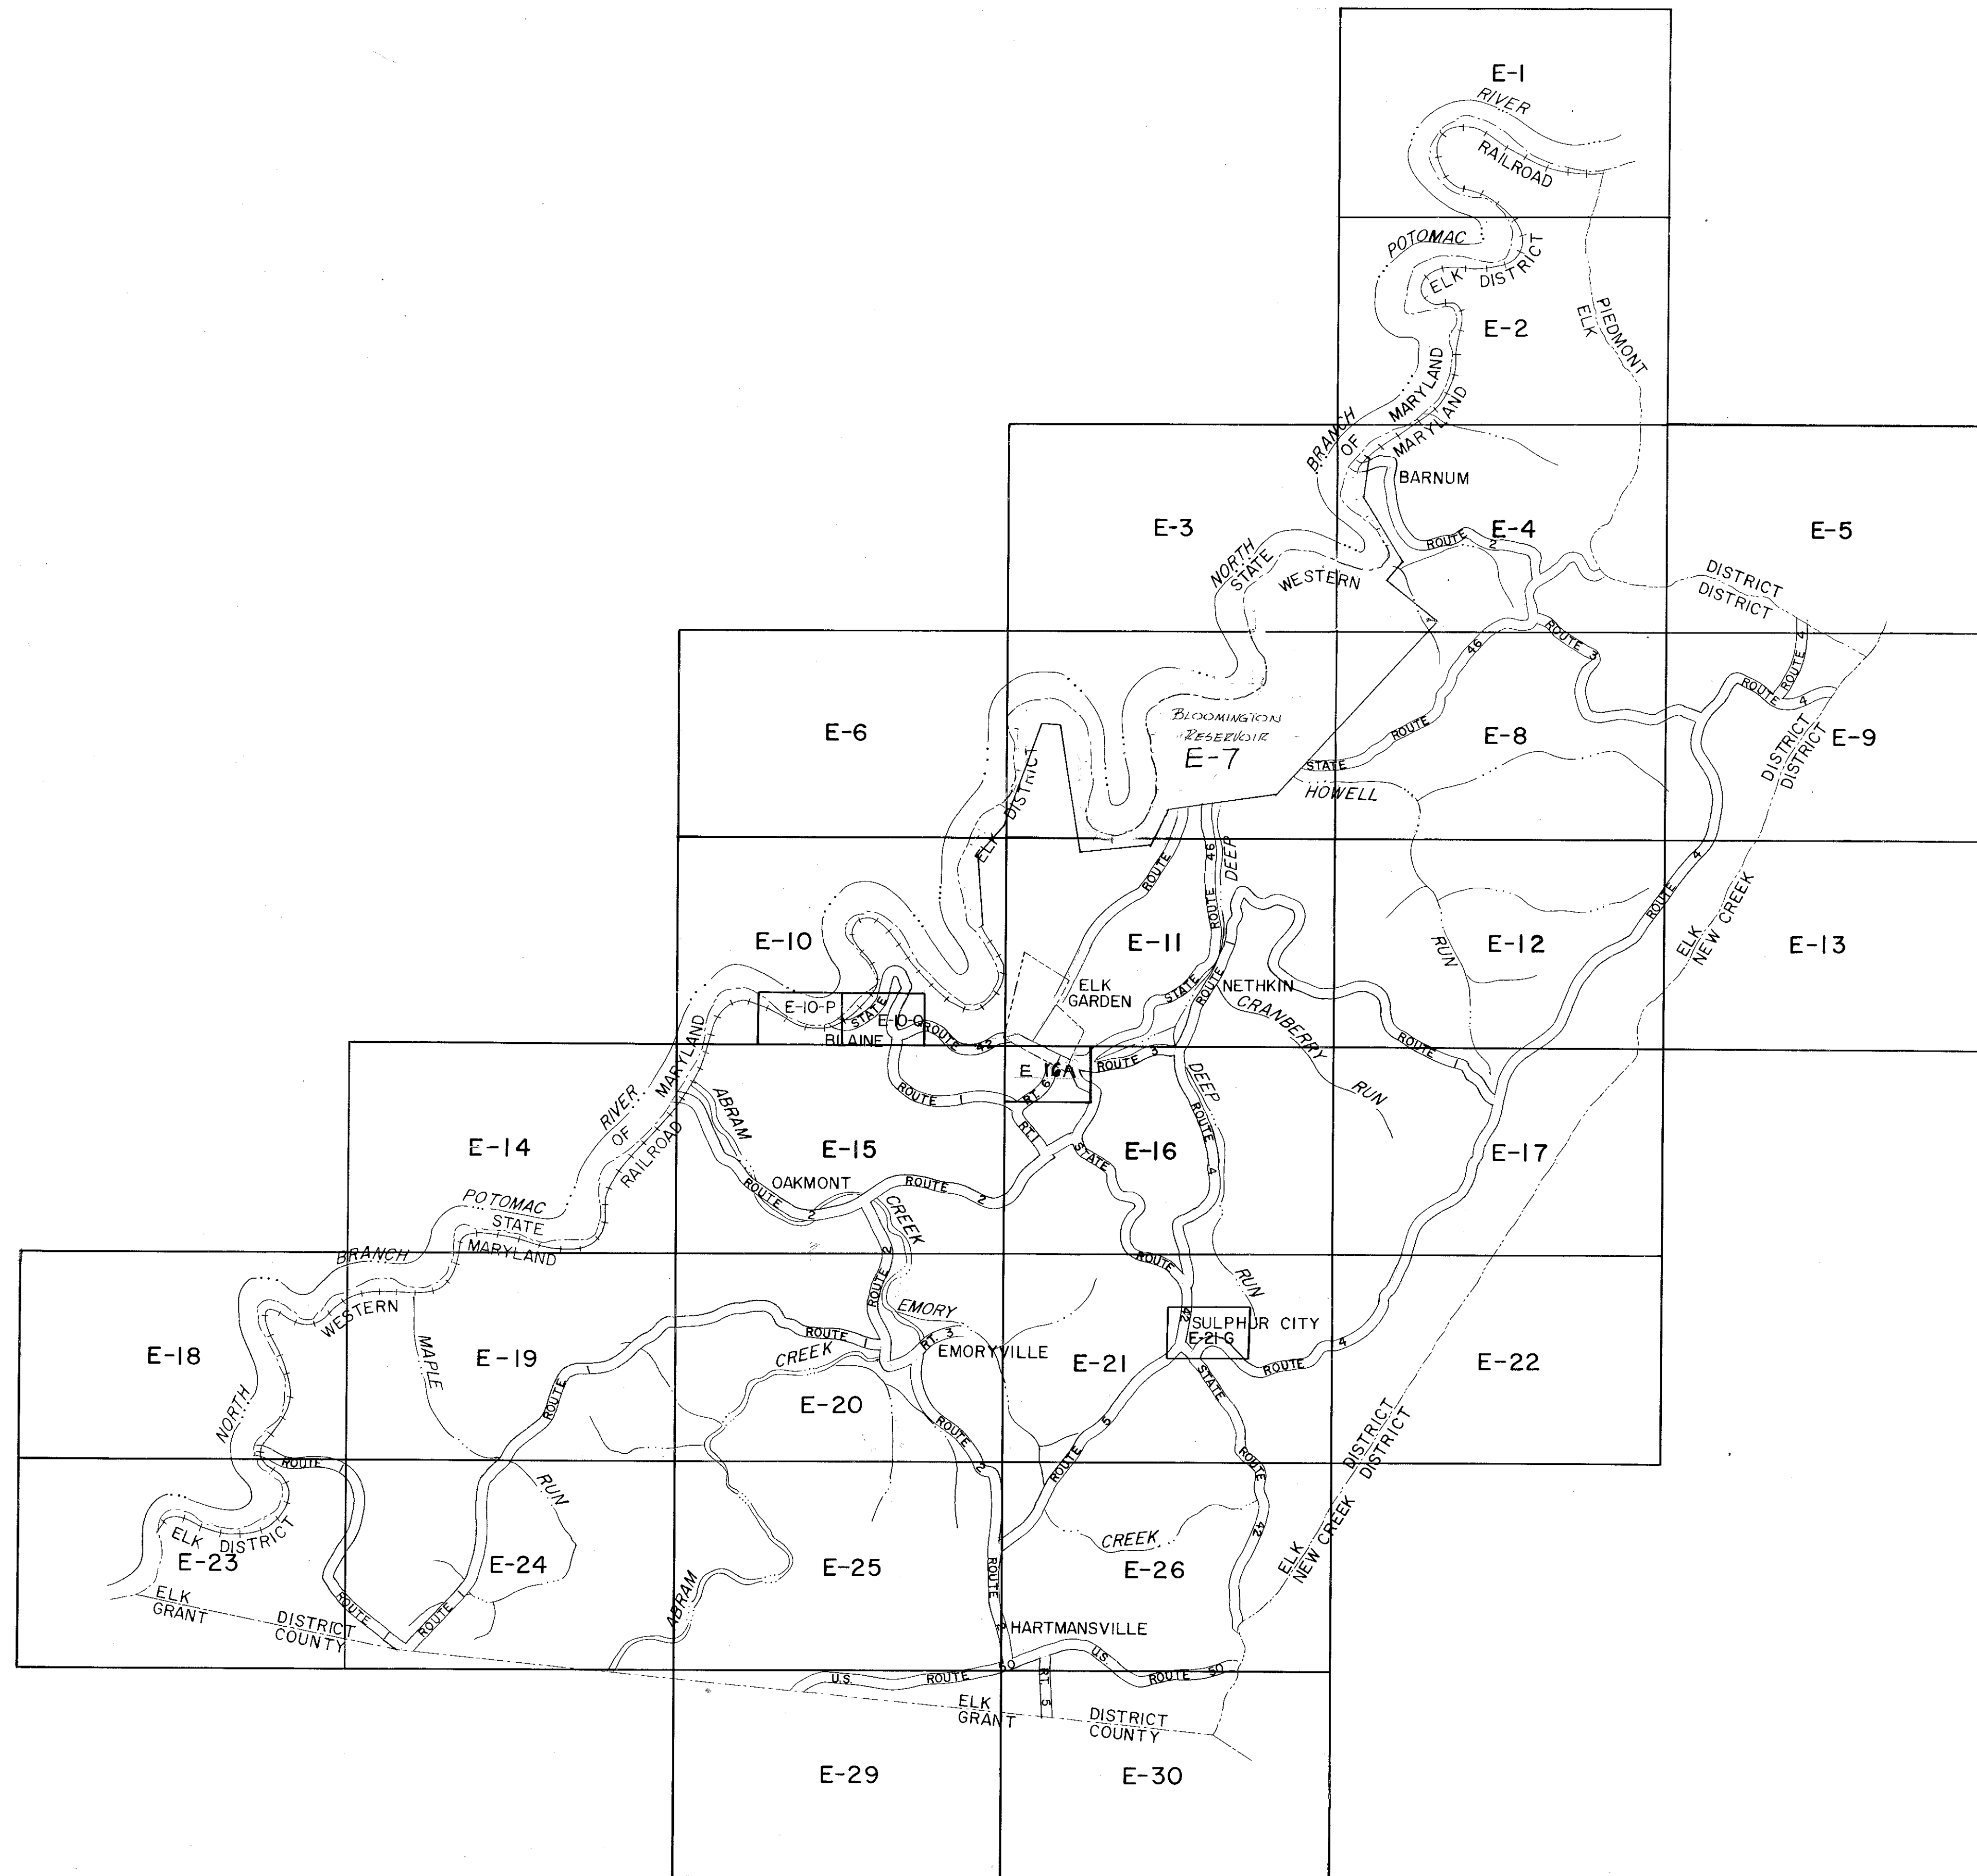 E-1
RIVER
RAILROAD
POTOMAC
ELK DISTRICT
E-2
PIEDMONT
ELK
MARYLAND
MARYLAND
BRANCH
OF
BARNUM
E-3
E-4
E-5
ROUTE 2
NORTH
STATE
WESTERN
DISTRICT
DISTRICT
ROUTE 3
ROUTE 4
ROUTE 4
ROUTE 46
STATE
E-6
BLOOMINGTON
RESERVOIR
E-7
E-8
E-9
DISTRICT
DISTRICT
HOWELL
ELK DISTRICT
ROUTE
ROUTE 46
DEEP
ROUTE 4
E-10
E-11
E-12
E-13
RUN
ELK
NEW CREEK
ELK
GARDEN
STATE
ROUTE 1
NETHKIN
CRANBERRY
RUN
E-10-P
STATE
E-10-Q
ROUTE 42
BLAINE
MARYLAND
E 16A
RT. 6
ROUTE 3
ROUTE 1
ROUTE 1
RT. 1
DEEP
ROUTE 4
ABRAM
RIVER
OF
RAILROAD
E-14
E-15
E-16
E-17
STATE
OAKMONT
ROUTE 2
ROUTE 2
CREEK
POTOMAC
STATE
MARYLAND
BRANCH
WESTERN
ROUTE 2
ROUTE
42
RUN
EMORY
SULPHUR CITY
E-21-G
ROUTE 4
E-18
MAPLE
E-19
ROUTE 1
ROUTE 1
CREEK
RT. 3
EMORYVILLE
E-20
E-21
E-22
STATE
NORTH
ROUTE 2
ROUTE 5
ROUTE
42
DISTRICT
DISTRICT
ROUTE
RUN
ELK DISTRICT
E-23
E-24
E-25
CREEK
E-26
ELK
NEW CREEK
ABRAM
ROUTE 2
ELK
GRANT
DISTRICT
COUNTY
ROUTE 1
ROUTE
HARTMANSVILLE
U.S. ROUTE 50
U.S. ROUTE 50
RT. 5
ELK
GRANT
DISTRICT
COUNTY
E-29
E-30